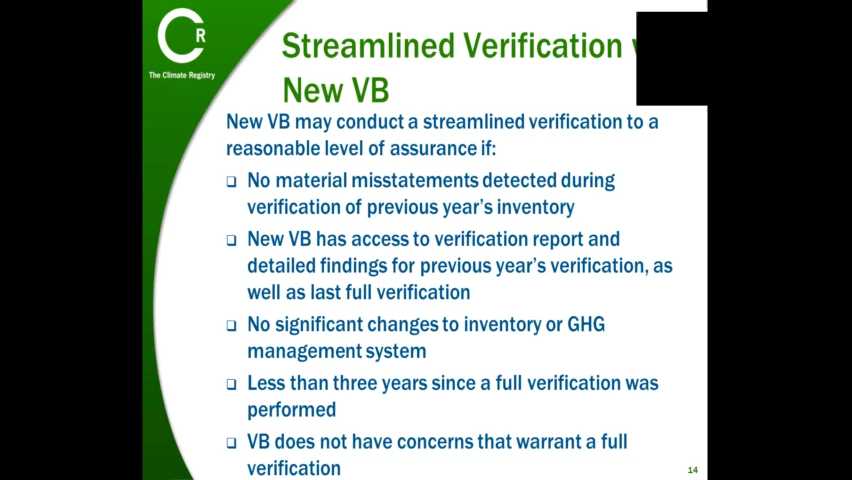 R
The Climate Registry
Streamlined Verification
New VB
New VB may conduct a streamlined verification to a
reasonable level of assurance if:
No material misstatements detected during
verification of previous year’s inventory
New VB has access to verification report and
detailed findings for previous year’s verification, as
well as last full verification
No significant changes to inventory or GHG
management system
Less than three years since a full verification was
performed
VB does not have concerns that warrant a full
verification
14